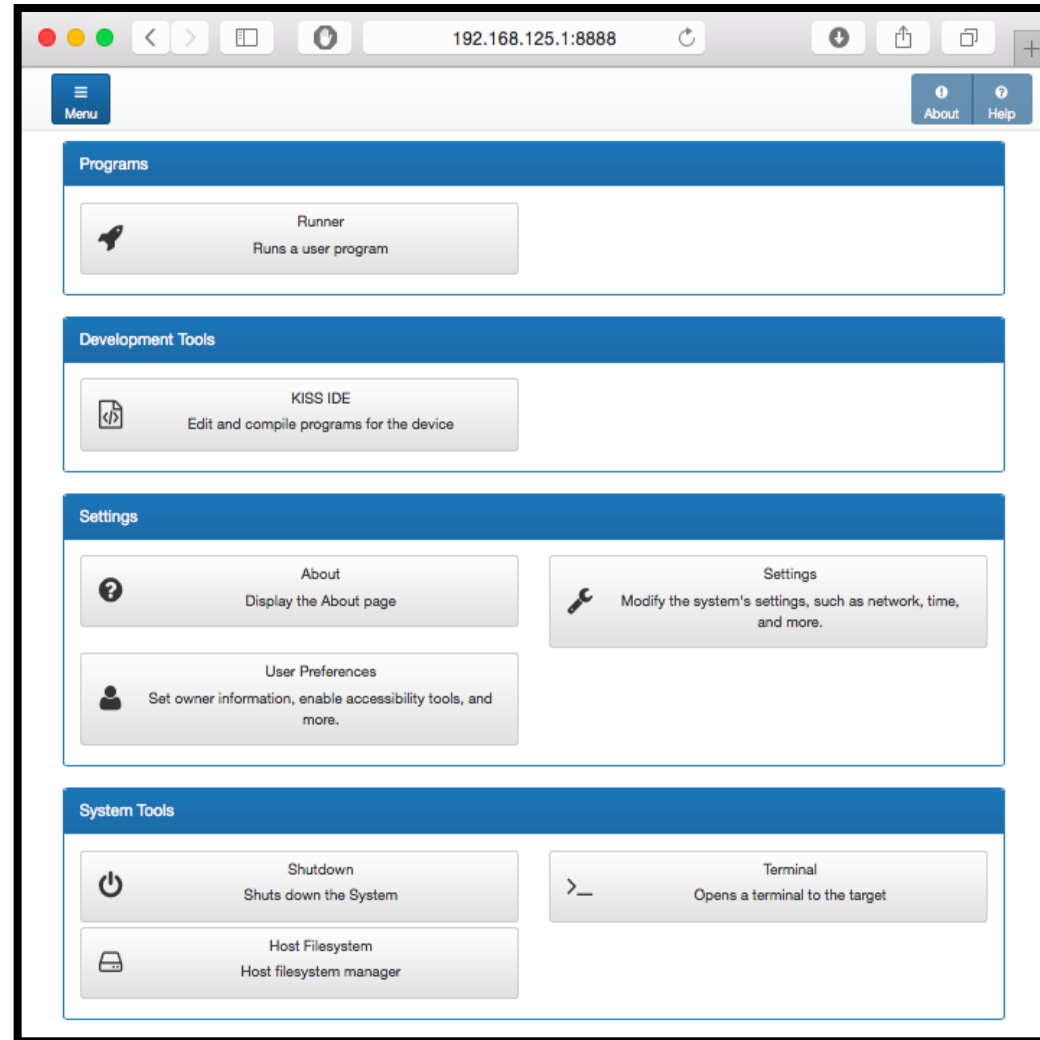 192.168.125.1:8888
Menu
About Help
Programs
Runner
Runs a user program
Development Tools
KISS IDE
Edit and compile programs for the device
Settings
About
Display the About page
Settings
Modify the system's settings, such as network, time,
and more.
User Preferences
Set owner information, enable accessibility tools, and
more.
System Tools
Shutdown
Shuts down the System
Terminal
Opens a terminal to the target
Host Filesystem
Host filesystem manager